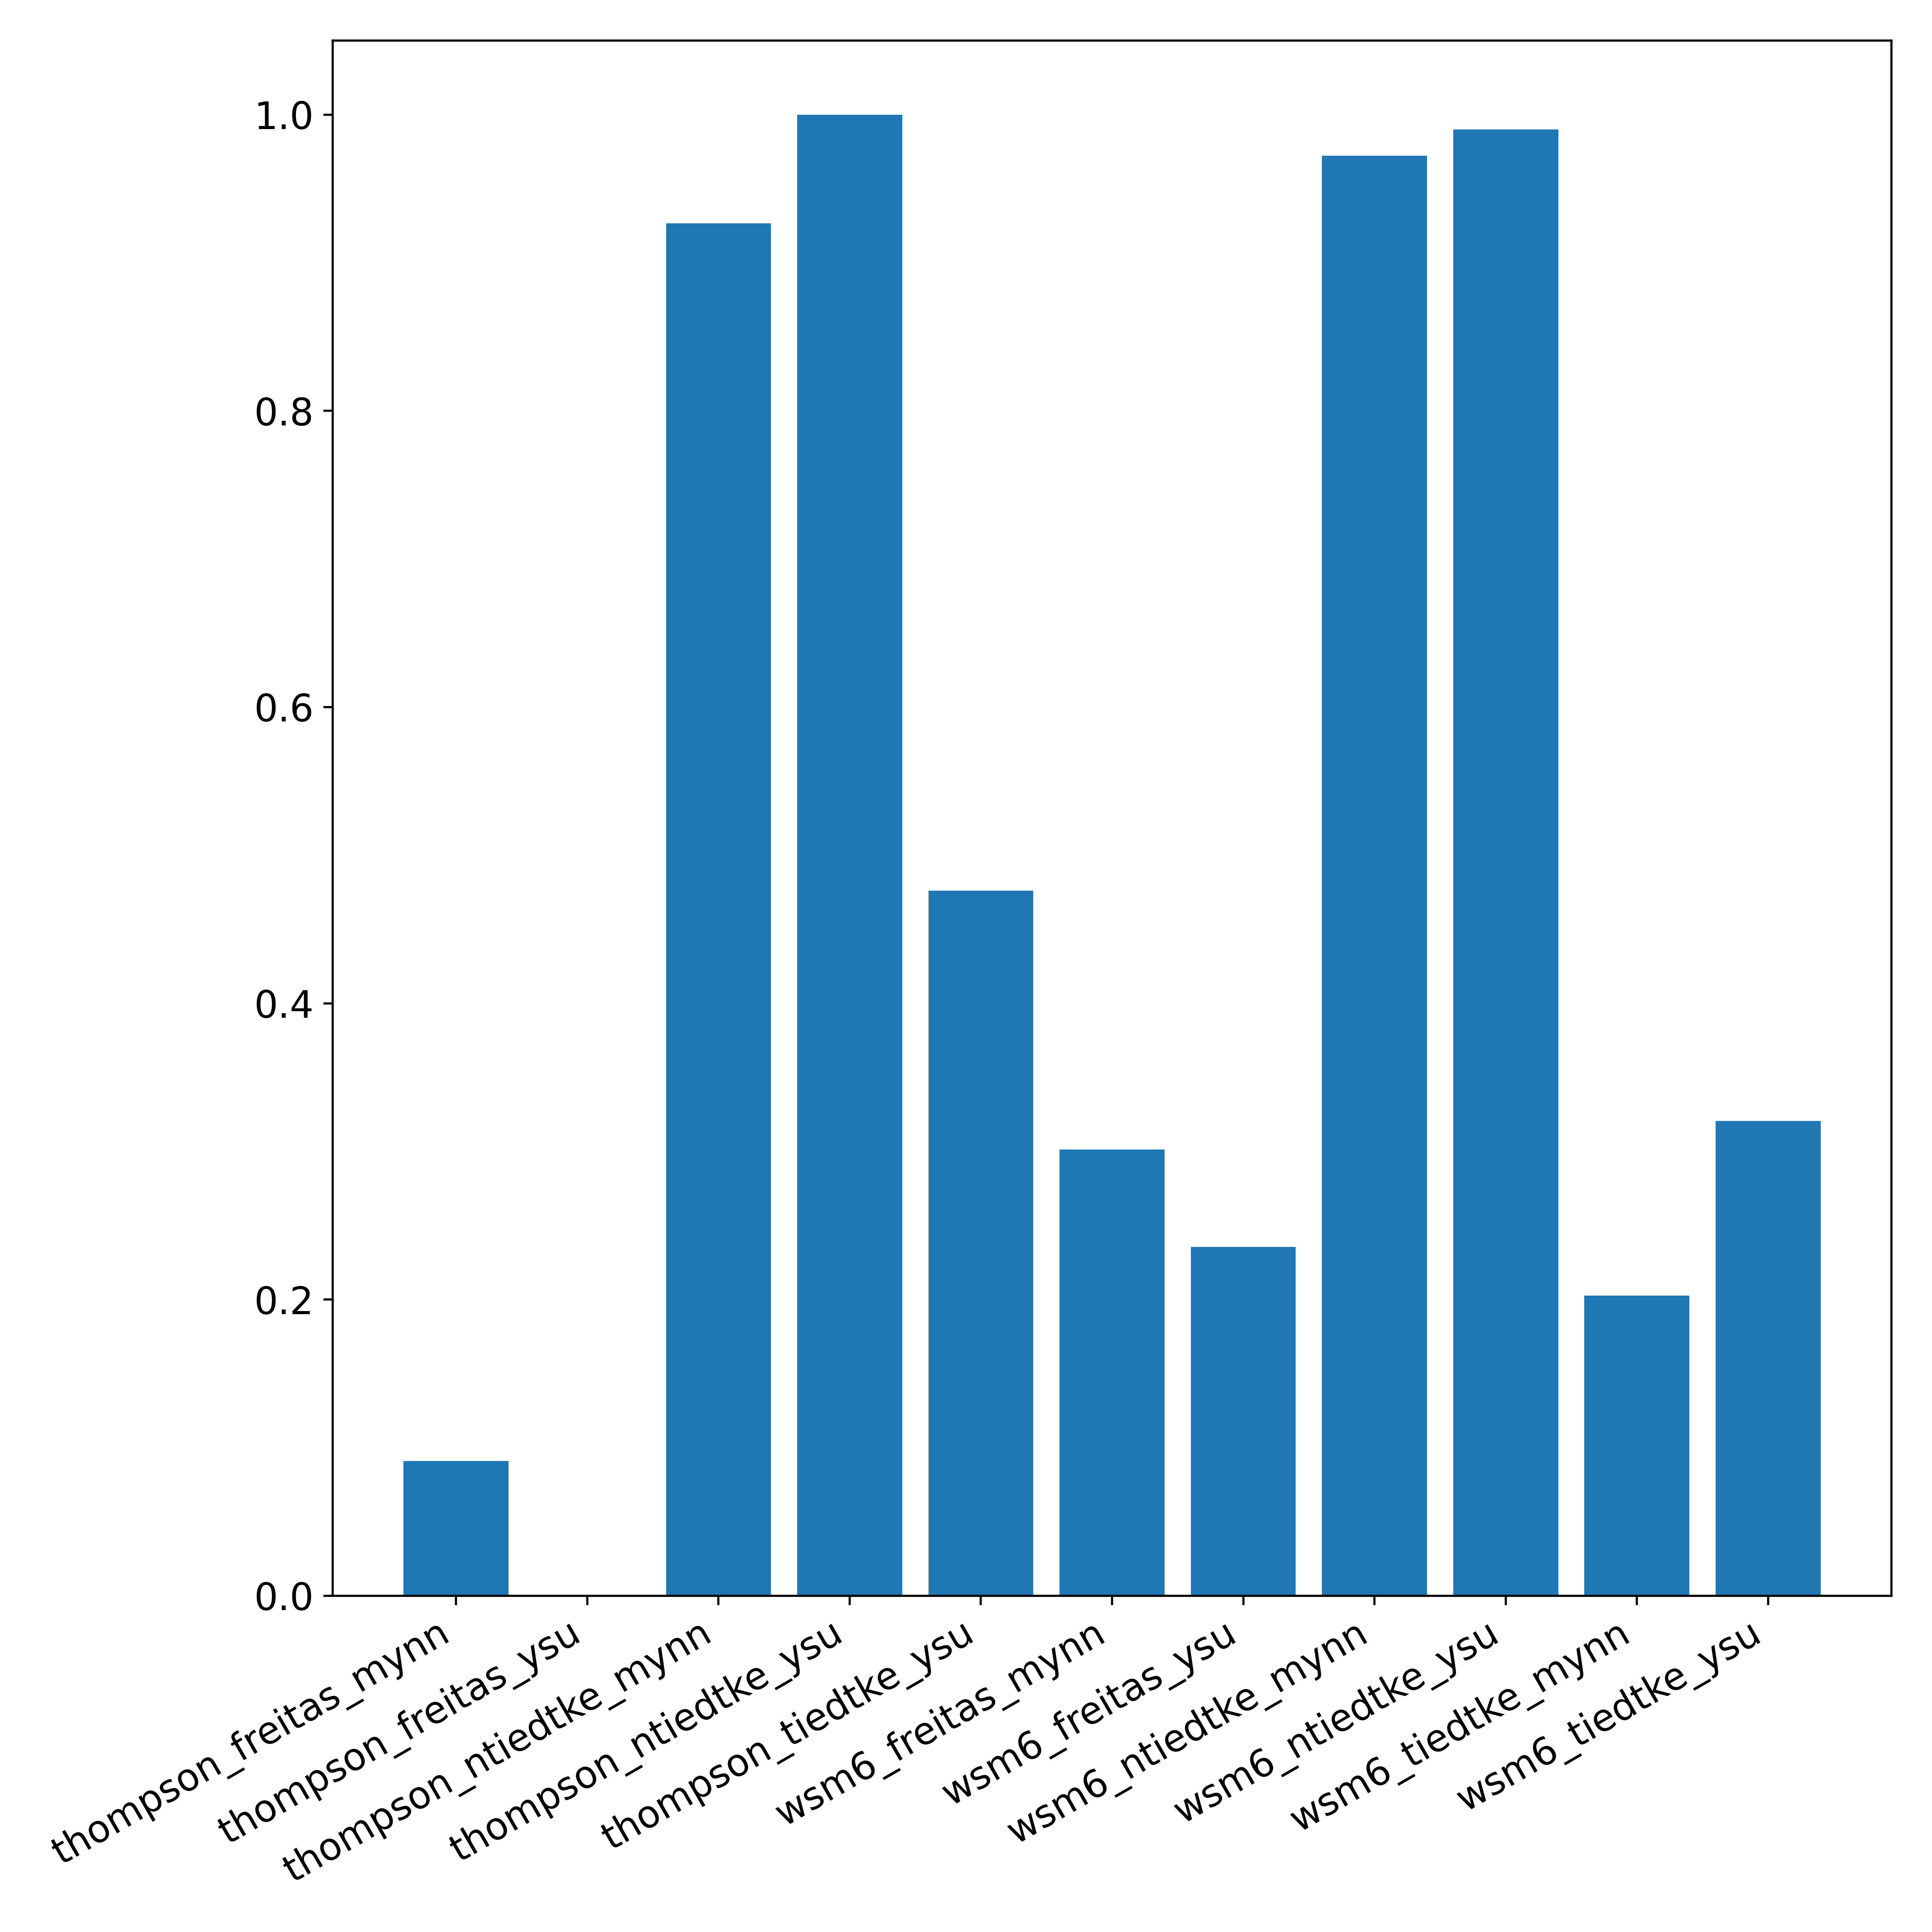 1.0
0.8
0.6
0.4
0.2
0.0
thompson_freitas_mynn
thompson_freitas_ysu
thompson_ntiedtke_mynn
thompson_ntiedtke_ysu
thompson_tiedtke_ysu
wsm6_freitas_mynn
wsm6_freitas_ysu
wsm6_ntiedtke_mynn
wsm6_ntiedtke_ysu
wsm6_tiedtke_mynn
wsm6_tiedtke_ysu